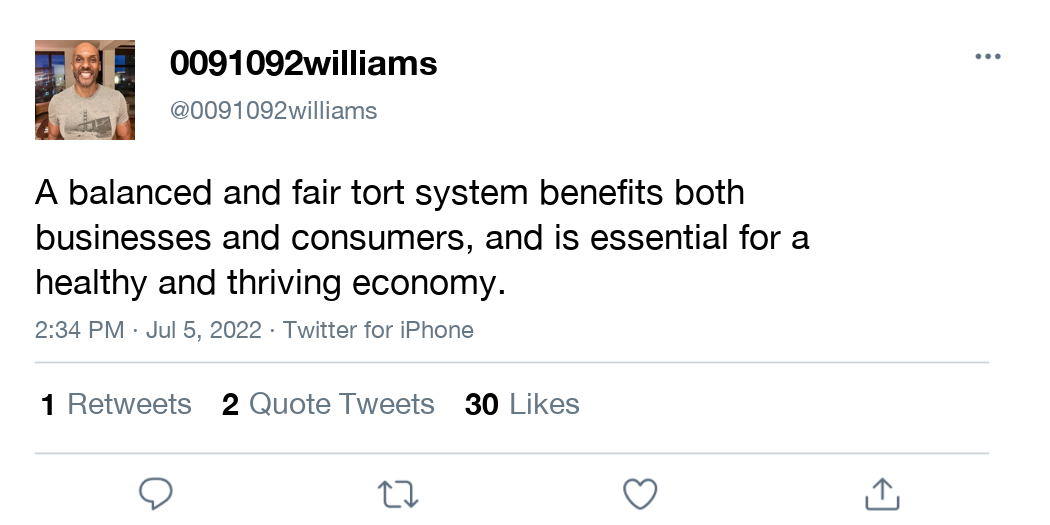 0091092williams
@0091092williams
A balanced and fair tort system benefits both
businesses and consumers, and is essential for a
healthy and thriving economy.
2:34 PM · Jul 5, 2022 · Twitter for iPhone
1 Retweets 2 Quote Tweets 30 Likes